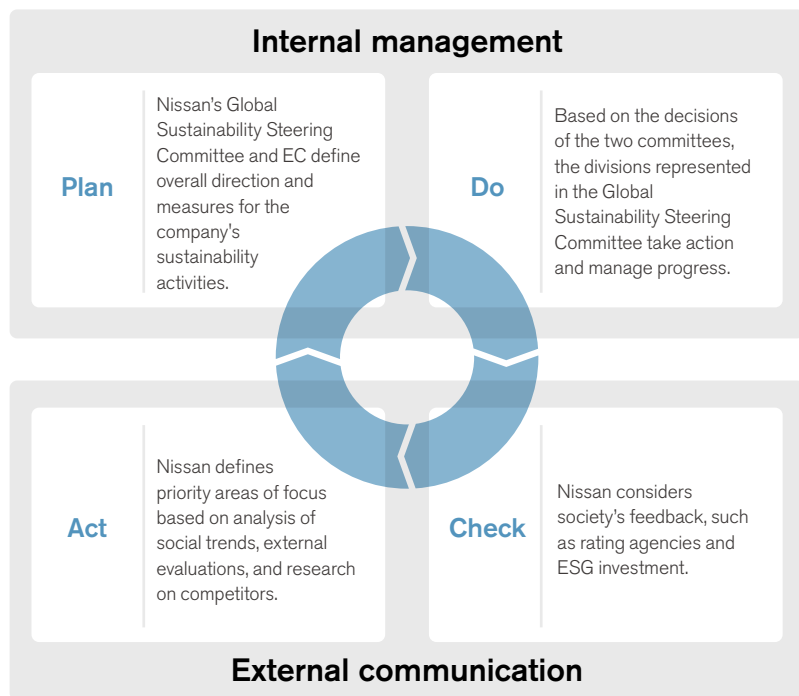 Internal management
Plan
Nissan's Global
Sustainability Steering
Committee and EC define
overall direction and
measures for the
company's
sustainability
activities.
Do
Based on the decisions
of the two committees,
the divisions represented
in the Global
Sustainability Steering
Committee take action
and manage progress.
Act
Nissan defines
priority areas of focus
based on analysis of
social trends, external
evaluations, and research
on competitors.
Check
Nissan considers
society's feedback, such
as rating agencies and
ESG investment.
External communication